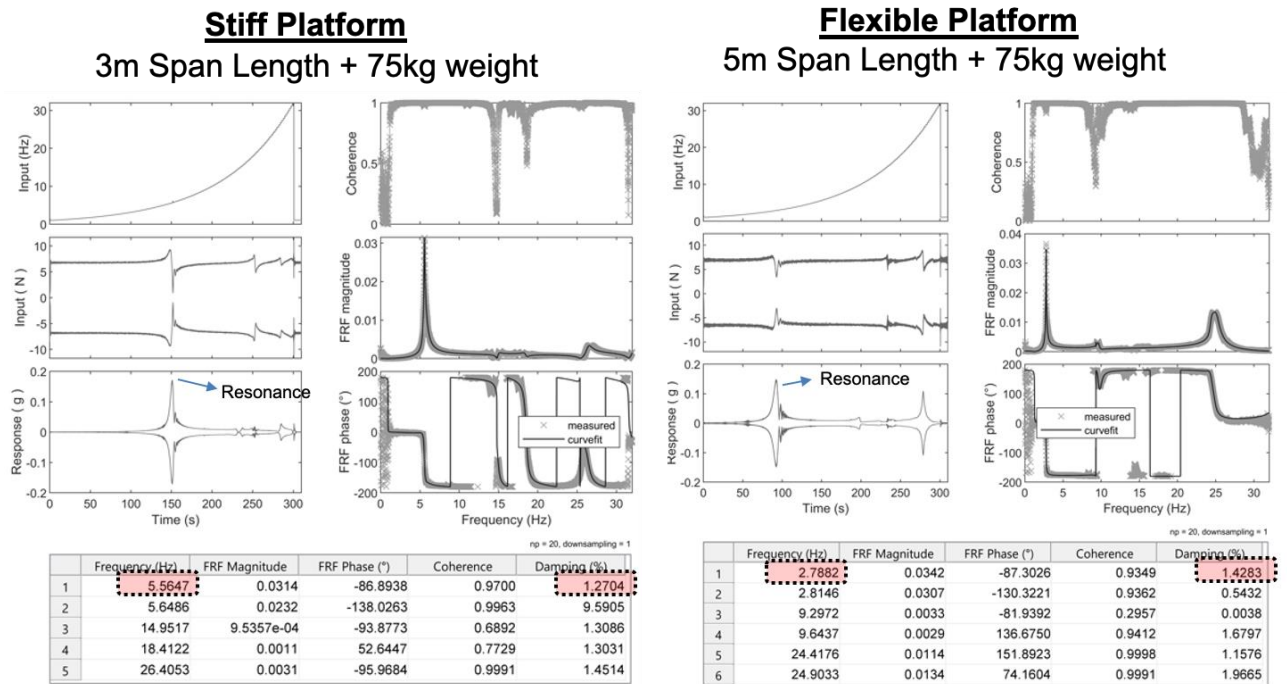 Stiff Platform
3m Span Length + 75kg weight
Input (Hz)
30
20
10
0
Coherence
1
0.5
0
Input ( N )
10
5
0
-5
-10
FRF magnitude
0.03
0.02
0.01
0
Response ( g )
0.2
0.1
0
-0.1
-0.2
Resonance
0 50 100 150 200 250 300
Time (s)
FRF phase (°)
200
100
0
-100
-200
measured
curvefit
0 5 10 15 20 25 30
Frequency (Hz)
np = 20, downsampling = 1
Frequency (Hz) FRF Magnitude FRF Phase (°) Coherence Damping (%)
1 5.5647 0.0314 -86.8938 0.9700 1.2704
2 5.6486 0.0232 -138.0263 0.9963 9.5905
3 14.9517 9.5357e-04 -93.8773 0.6892 1.3086
4 18.4122 0.0011 52.6447 0.7729 1.3031
5 26.4053 0.0031 -95.9684 0.9991 1.4514
Flexible Platform
5m Span Length + 75kg weight
Input (Hz)
30
20
10
0
Coherence
1
0.5
0
Input ( N )
10
5
0
-5
-10
FRF magnitude
0.04
0.03
0.02
0.01
0
Response ( g )
0.2
0.1
0
-0.1
-0.2
Resonance
0 50 100 150 200 250 300
Time (s)
FRF phase (°)
200
100
0
-100
-200
measured
curvefit
0 5 10 15 20 25 30
Frequency (Hz)
np = 20, downsampling = 1
Frequency (Hz) FRF Magnitude FRF Phase (°) Coherence Damping (%)
1 2.7882 0.0342 -87.3026 0.9349 1.4283
2 2.8146 0.0307 -130.3221 0.9362 0.5432
3 9.2972 0.0033 -81.9392 0.2957 0.0038
4 9.6437 0.0029 136.6750 0.9412 1.6797
5 24.4176 0.0114 151.8923 0.9998 1.1576
6 24.9033 0.0134 74.1604 0.9991 1.9665